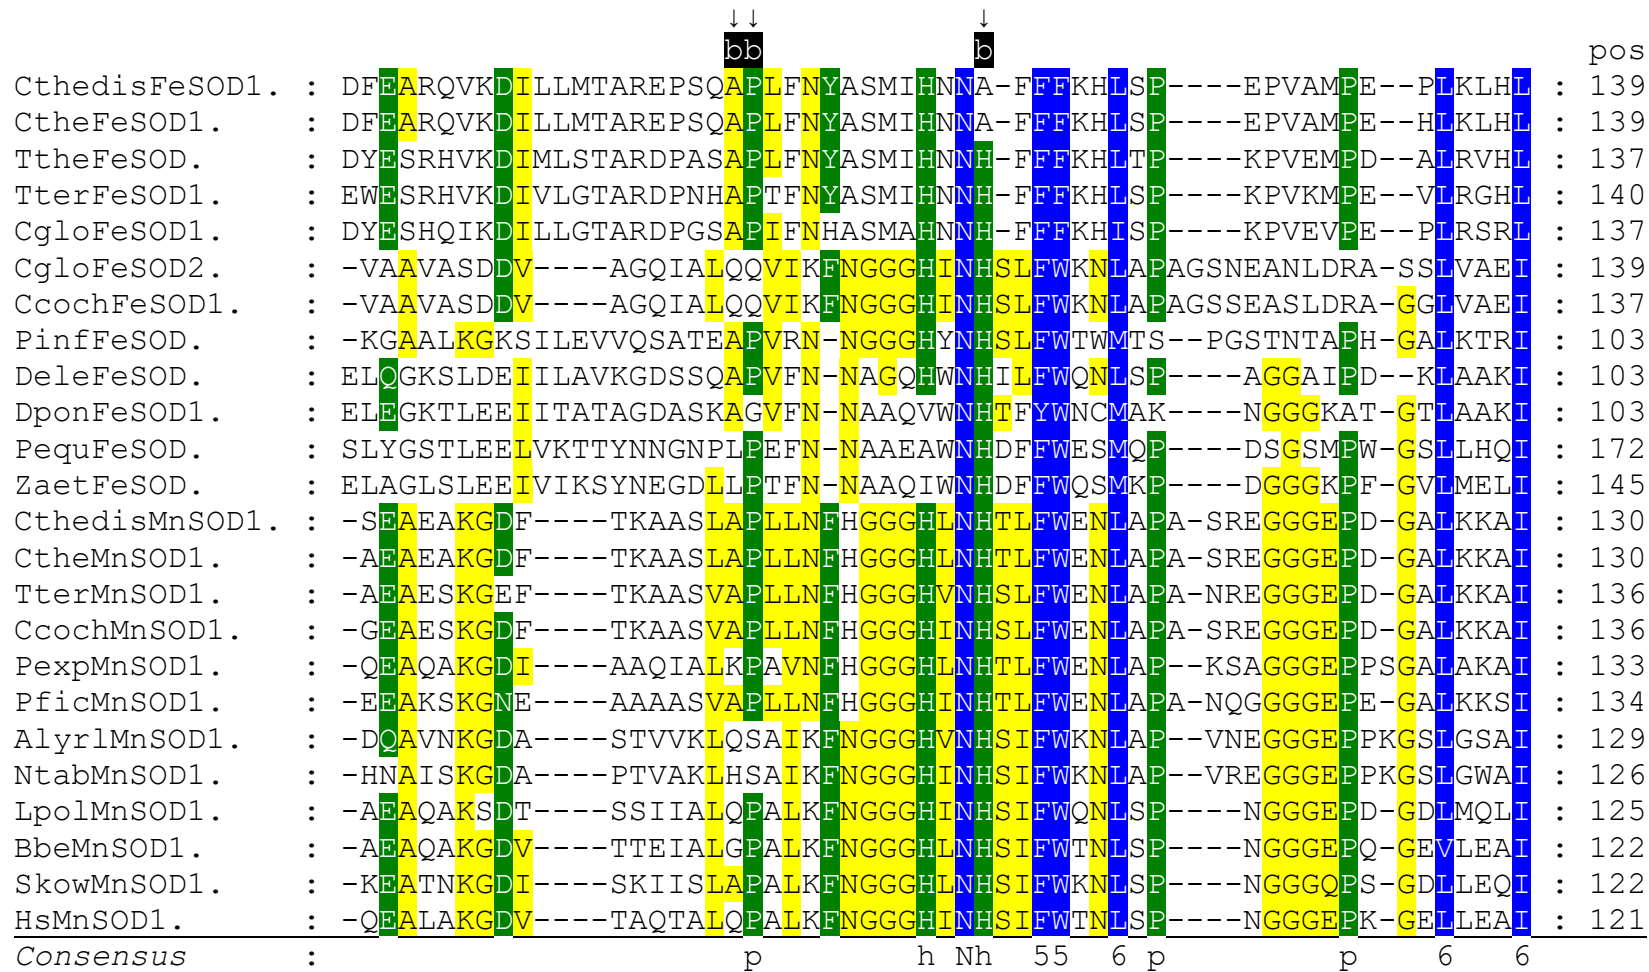 ↓↓ ↓
bb b pos
CthedisFeSOD1. : DFEARQVKDILLMTAREPSQAPLFNYASMIHNNA-FFFKHLSP----EPVAMPE--PLKLHL : 139
CtheFeSOD1. : DFEARQVKDILLMTAREPSQAPLFNYASMIHNNA-FFFKHLSP----EPVAMPE--HLKLHL : 139
TtheFeSOD. : DYESRHVKDIMLSTARDPASAPLFNYASMIHNNH-FFFKHLTP----KPVEMPD--ALRVHL : 137
TterFeSOD1. : EWESRHVKDIVLGTARDPNHAPTFNYASMIHNNH-FFFKHLSP----KPVKMPE--VLRGHL : 140
CgloFeSOD1. : DYESHQIKDILLGTARDPGSAPIFNHASMAHNNH-FFFKHISP----KPVEVPE--PLRSRL : 137
CgloFeSOD2. : -VAAVASDDV----AGQIALQQVIKFNGGGHINHSLFWKNLAPAGSNEANLDRA-SSLVAEI : 139
CcochFeSOD1. : -VAAVASDDV----AGQIALQQVIKFNGGGHINHSLFWKNLAPAGSSEASLDRA-GGLVAEI : 137
PinfFeSOD. : -KGAALKGKSILEVVQSATEAPVRN-NGGGHYNHSLFWTWMTS--PGSTNTAPH-GALKTRI : 103
DeleFeSOD. : ELQGKSLDEIILAVKGDSSQAPVFN-NAGQHWNHILFWQNLSP----AGGAIPD--KLAAKI : 103
DponFeSOD1. : ELEGKTLEEIITATAGDASKAGVFN-NAAQVWNHTFYWNCMAK----NGGGKAT-GTLAAKI : 103
PequFeSOD. : SLYGSTLEELVKTTYNNGNPLPEFN-NAAEAWNHDFFWESMQP----DSGSMPW-GSLLHQI : 172
ZaetFeSOD. : ELAGLSLEEIVIKSYNEGDLLPTFN-NAAQIWNHDFFWQSMKP----DGGGKPF-GVLMELI : 145
CthedisMnSOD1. : -SEAEAKGDF----TKAASLAPLLNFHGGGHLNHTLFWENLAPA-SREGGGEPD-GALKKAI : 130
CtheMnSOD1. : -AEAEAKGDF----TKAASLAPLLNFHGGGHLNHTLFWENLAPA-SREGGGEPD-GALKKAI : 130
TterMnSOD1. : -AEAESKGEF----TKAASVAPLLNFHGGGHVNHSLFWENLAPA-NREGGGEPD-GALKKAI : 136
CcochMnSOD1. : -GEAESKGDF----TKAASVAPLLNFHGGGHINHSLFWENLAPA-SREGGGEPD-GALKKAI : 136
PexpMnSOD1. : -QEAQAKGDI----AAQIALKPAVNFHGGGHLNHTLFWENLAP--KSAGGGEPPSGALAKAI : 133
PficMnSOD1. : -EEAKSKGNE----AAAASVAPLLNFHGGGHINHTLFWENLAPA-NQGGGGEPE-GALKKSI : 134
AlyrlMnSOD1. : -DQAVNKGDA----STVVKLQSAIKFNGGGHVNHSIFWKNLAP--VNEGGGEPPKGSLGSAI : 129
NtabMnSOD1. : -HNAISKGDA----PTVAKLHSAIKFNGGGHINHSIFWKNLAP--VREGGGEPPKGSLGWAI : 126
LpolMnSOD1. : -AEAQAKSDT----SSIIALQPALKFNGGGHINHSIFWQNLSP----NGGGEPD-GDLMQLI : 125
BbeMnSOD1. : -AEAQAKGDV----TTEIALGPALKFNGGGHLNHSIFWTNLSP----NGGGEPQ-GEVLEAI : 122
SkowMnSOD1. : -KEATNKGDI----SKIISLAPALKFNGGGHLNHSIFWKNLSP----NGGGQPS-GDLLEQI : 122
HsMnSOD1. : -QEALAKGDV----TAQTALQPALKFNGGGHINHSIFWTNLSP----NGGGEPK-GELLEAI : 121
Consensus : p h Nh 55 6 p p 6 6